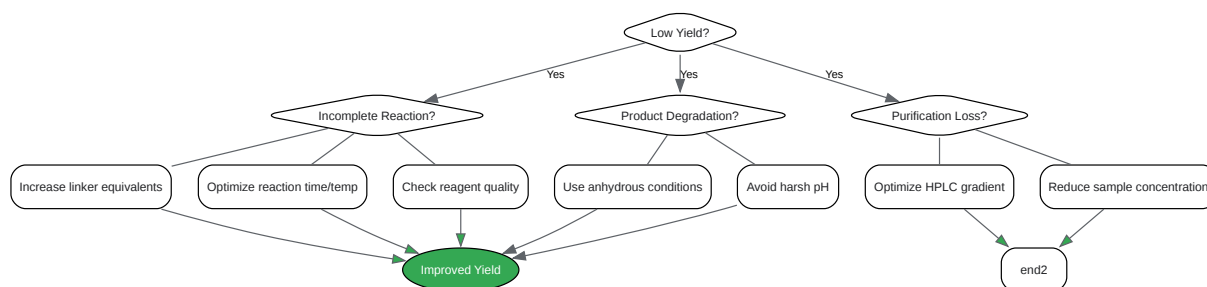 Low Yield?
Yes
Yes
Yes
Incomplete Reaction?
Product Degradation?
Purification Loss?
Increase linker equivalents
Optimize reaction time/temp
Check reagent quality
Use anhydrous conditions
Avoid harsh pH
Optimize HPLC gradient
Reduce sample concentration
Improved Yield
end2